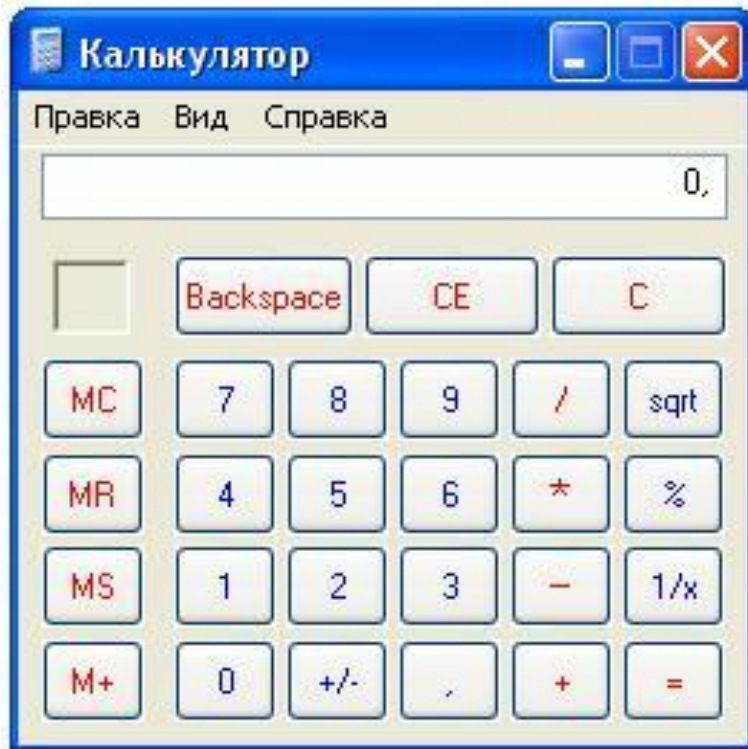 Калькулятор
Правка Вид Справка
0,
Backspace CE C
MC 7 8 9 / sqrt
MR 4 5 6 * %
MS 1 2 3 - 1/x
M+ 0 +/- , + =